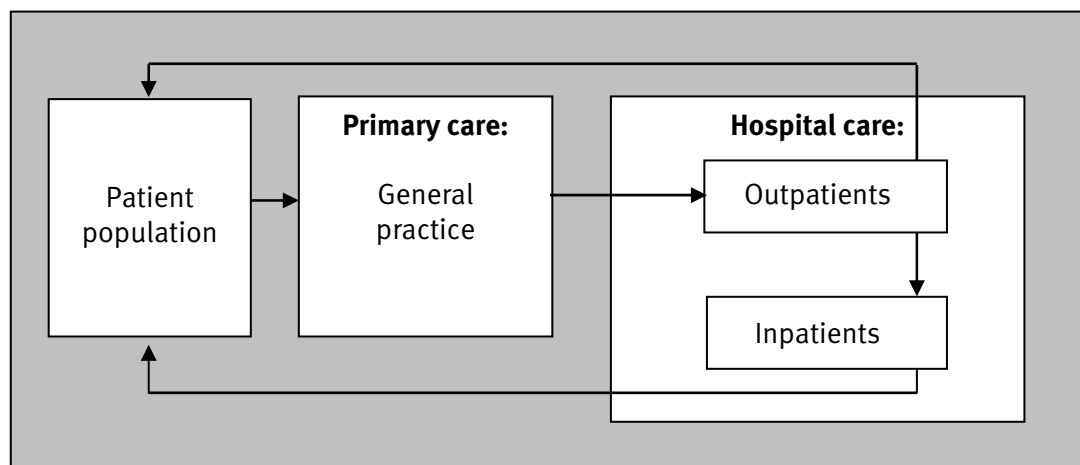 Patient
population
Primary care:
General
practice
Hospital care:
Outpatients
Inpatients